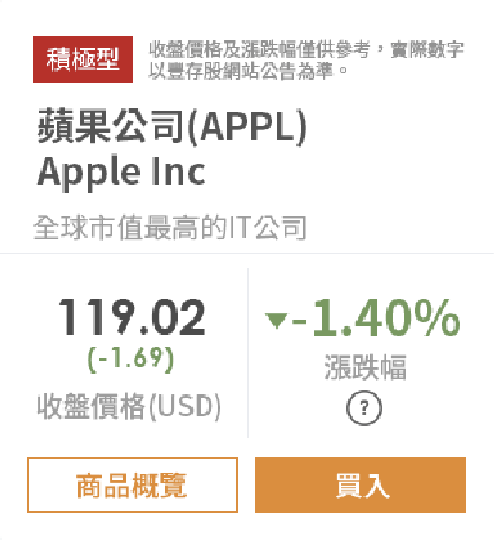 積極型
收盤價格及漲跌幅僅供參考，實際數字
以豐存股網站公告為準。
蘋果公司(APPL)
Apple Inc
全球市值最高的IT公司
119.02
(-1.69)
收盤價格(USD)
▼-1.40%
漲跌幅
?
商品概覽
買入